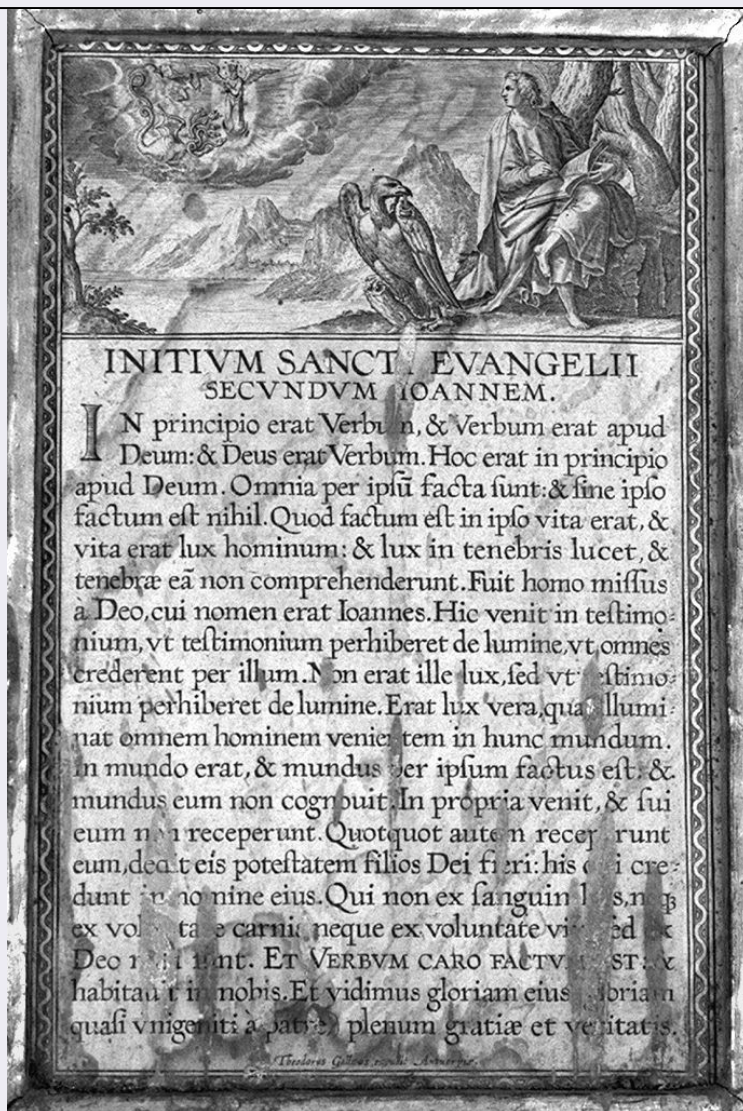 INITIVM SANCTI EVANGELII
SECVNDVM IOANNEM.
IN principio erat Verbum, & Verbum erat apud
Deum: & Deus erat Verbum. Hoc erat in principio
apud Deum. Omnia per ipsū facta sunt: & sine ipso
factum est nihil. Quod factum est in ipso vita erat, &
vita erat lux hominum: & lux in tenebris lucet, &
tenebræ eā non comprehenderunt. Fuit homo missus
à Deo, cui nomen erat Ioannes. Hic venit in testimo:
nium, vt testimonium perhiberet de lumine, vt omnes
crederent per illum. Non erat ille lux, sed vt testimo:
nium perhiberet de lumine. Erat lux vera, quæ illumi:
nat omnem hominem venientem in hunc mundum.
In mundo erat, & mundus per ipsum factus est: &
mundus eum non cognouit. In propria venit, & sui
eum non receperunt. Quotquot autem receperunt
eum, dedit eis potestatem filios Dei fieri: his qui cre:
dunt in nomine eius. Qui non ex sanguinibus, neq;
ex voluntate carnis, neque ex voluntate viri, sed ex
Deo nati sunt. ET VERBVM CARO FACTVM EST: &
habitauit in nobis. Et vidimus gloriam eius gloriam
quasi vnigeniti à patre, plenum gratiæ et veritatis.
Theodorus Galleus excudit Antuerpiæ.